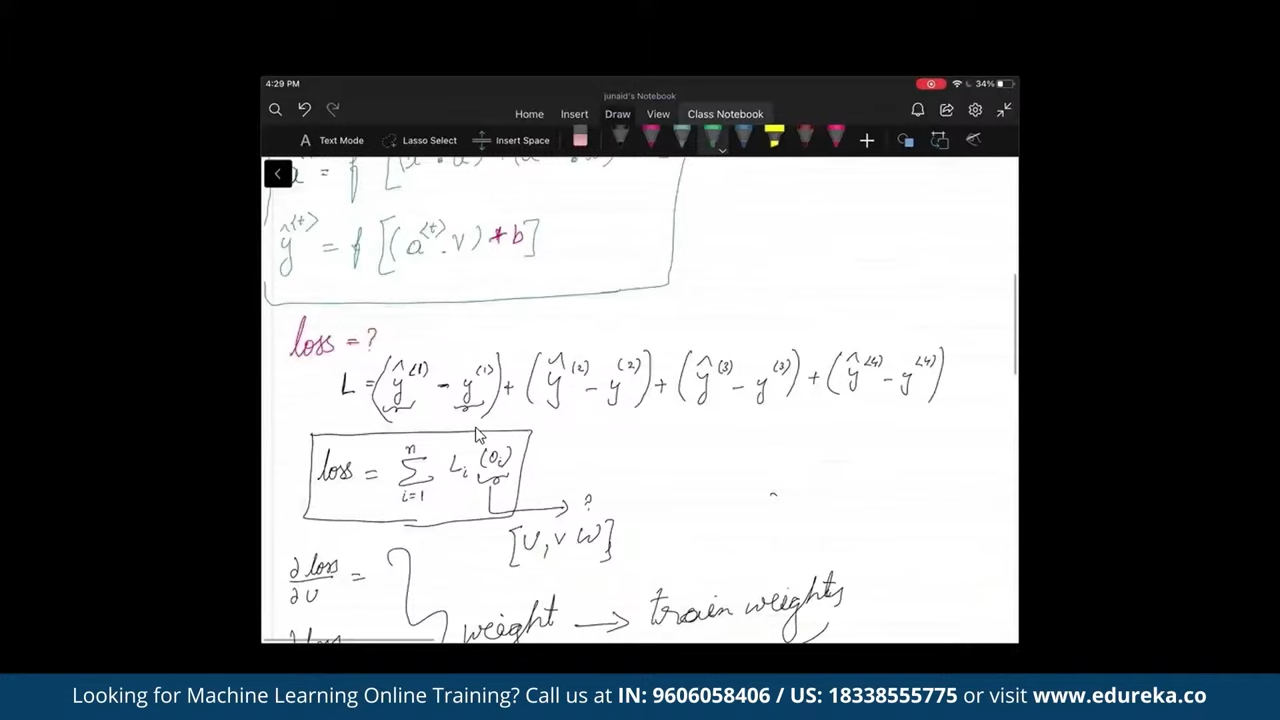 4:29 PM
34%
junaid's Notebook
Home Insert Draw View Class Notebook
Text Mode Lasso Select Insert Space
ŷ^<t> = f [(a^<t> . v) + b]
loss = ?
L = (ŷ^(1) - y^(1)) + (ŷ^(2) - y^(2)) + (ŷ^(3) - y^(3)) + (ŷ^<4> - y^<4>)
loss = Σ_{i=1}^{n} L_i (O_i)
?
[U, V W]
∂ loss / ∂ U =
weight → train weights
∂ loss
Looking for Machine Learning Online Training? Call us at IN: 9606058406 / US: 18338555775 or visit www.edureka.co